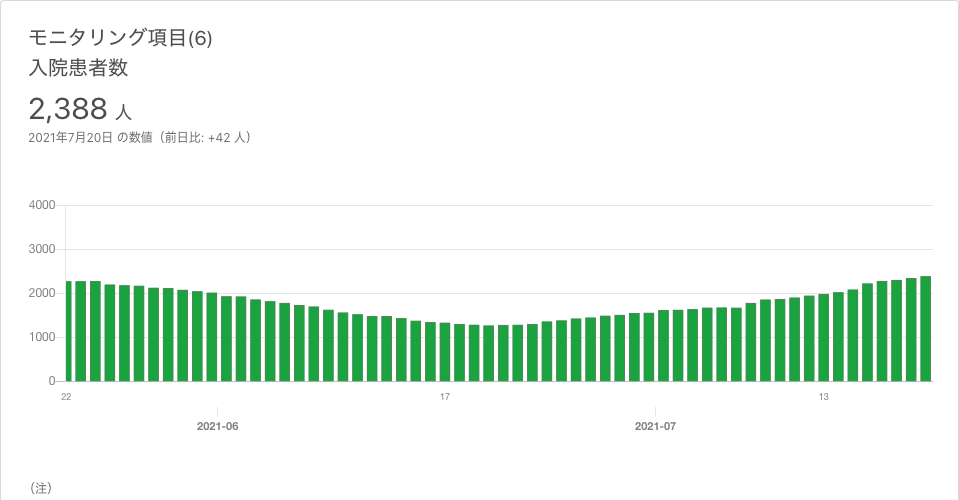 モニタリング項目(6)
入院患者数
2,388 人
2021年7月20日 の数値（前日比: +42 人）
4000
3000
2000
1000
0
22 17 13
2021-06 2021-07
（注）